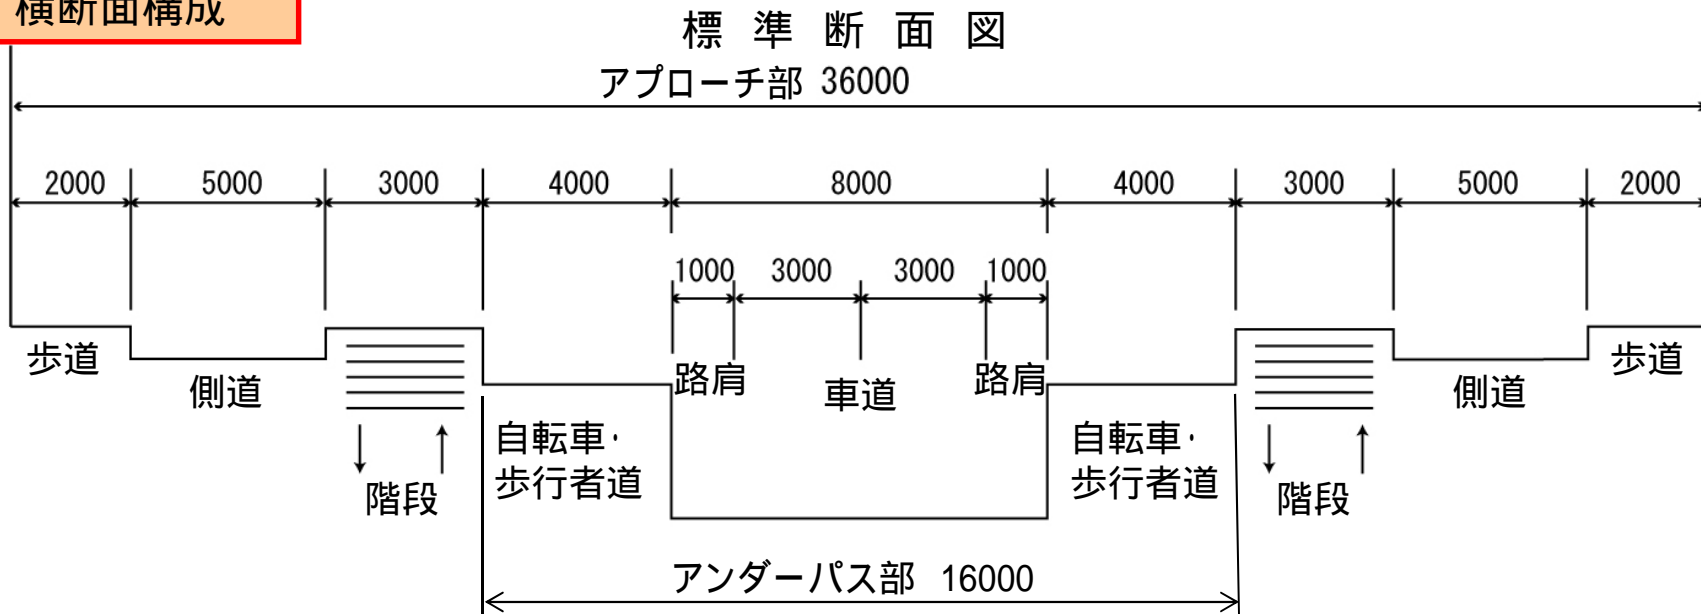 横断面構成
標準断面図
アプローチ部 36000
2000 5000 3000 4000 8000 4000 3000 5000 2000
1000 3000 3000 1000
歩道 側道 路肩 車道 路肩 側道 歩道
自転車・
歩行者道
自転車・
歩行者道
階段 階段
アンダーパス部 16000